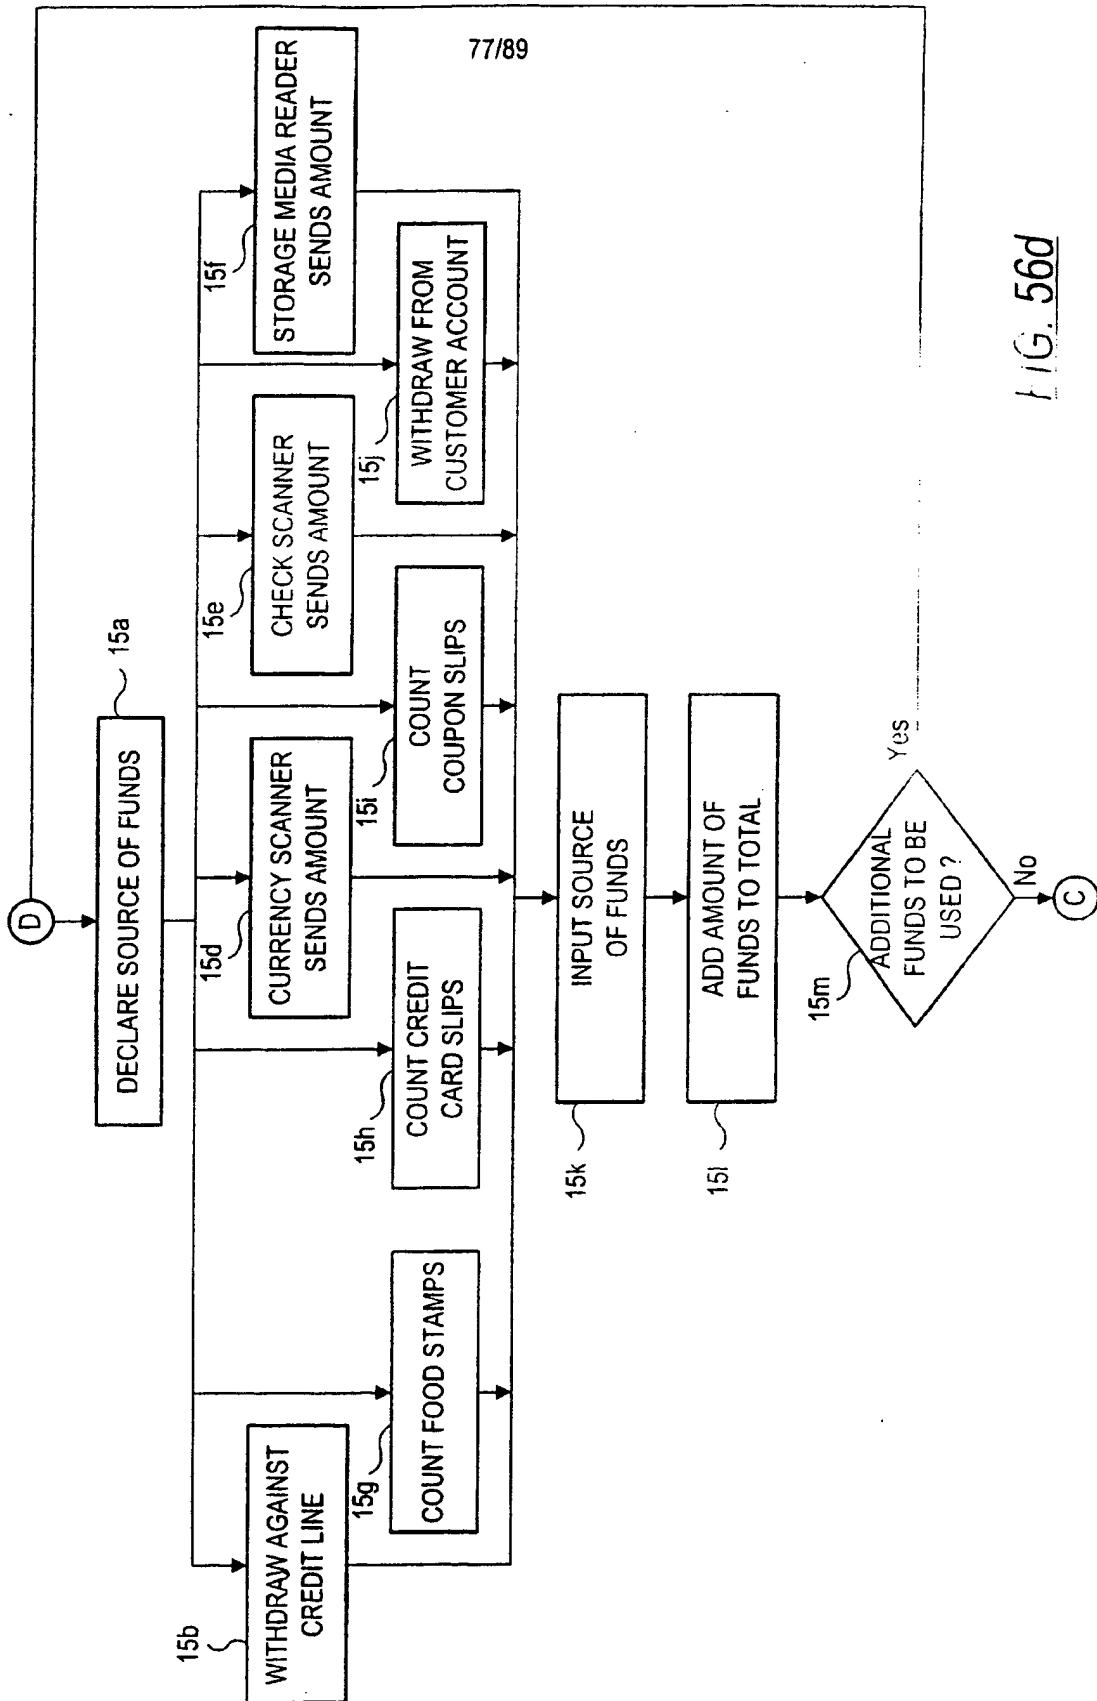 77/89
D
DECLARE SOURCE OF FUNDS
15a
15b
WITHDRAW AGAINST
CREDIT LINE
15d
CURRENCY SCANNER
SENDS AMOUNT
15e
CHECK SCANNER
SENDS AMOUNT
15f
STORAGE MEDIA READER
SENDS AMOUNT
15g
COUNT FOOD STAMPS
15h
COUNT CREDIT
CARD SLIPS
15i
COUNT
COUPON SLIPS
15j
WITHDRAW FROM
CUSTOMER ACCOUNT
15k
INPUT SOURCE
OF FUNDS
15l
ADD AMOUNT OF
FUNDS TO TOTAL
15m
ADDITIONAL
FUNDS TO BE
USED ?
Yes
No
C
FIG. 56d